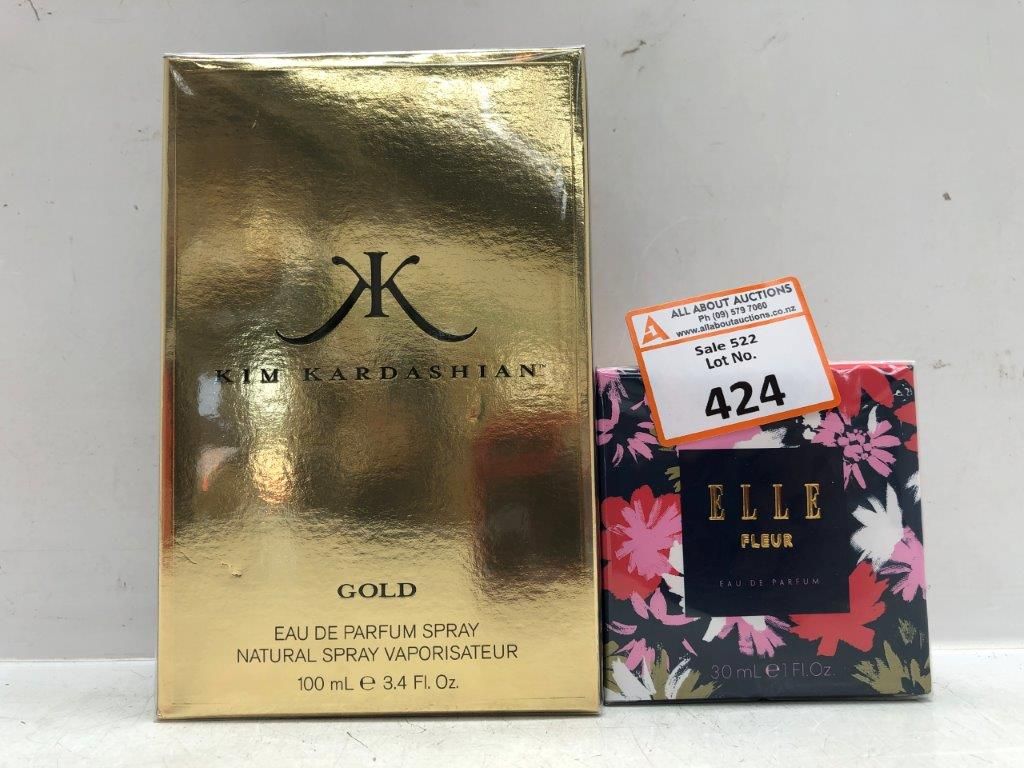 KIM KARDASHIAN™
GOLD
EAU DE PARFUM SPRAY
NATURAL SPRAY VAPORISATEUR
100 mL ℮ 3.4 Fl. Oz.
ALL ABOUT AUCTIONS
Ph (09) 579 7060
www.allaboutauctions.co.nz
Sale 522
Lot No.
424
ELLE
FLEUR
EAU DE PARFUM
30 mL ℮ 1 Fl.Oz.